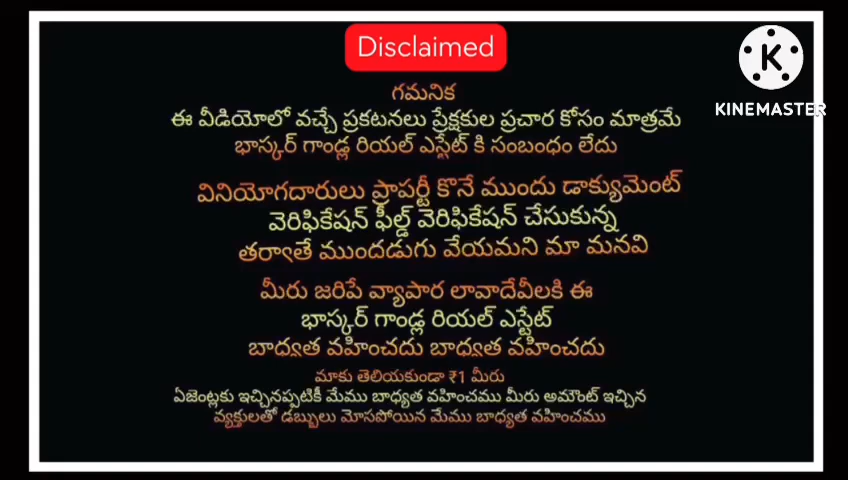 Disclaimed
KINEMASTER
గమనిక
ఈ వీడియోలో వచ్చే ప్రకటనలు ప్రేక్షకుల ప్రచార కోసం మాత్రమే
భాస్కర్ గాండ్ల రియల్ ఎస్టేట్ కి సంబంధం లేదు
వినియోగదారులు ప్రాపర్టీ కొనే ముందు డాక్యుమెంట్
వెరిఫికేషన్ ఫీల్డ్ వెరిఫికేషన్ చేసుకున్న
తర్వాతే ముందడుగు వేయమని మా మనవి
మీరు జరిపే వ్యాపార లావాదేవీలకి ఈ
భాస్కర్ గాండ్ల రియల్ ఎస్టేట్
బాధ్యత వహించదు బాధ్యత వహించదు
మాకు తెలియకుండా ₹1 మీరు
ఏజెంట్లకు ఇచ్చినప్పటికీ మేము బాధ్యత వహించము మీరు అమౌంట్ ఇచ్చిన
వ్యక్తులతో డబ్బులు మోసపోయిన మేము బాధ్యత వహించము